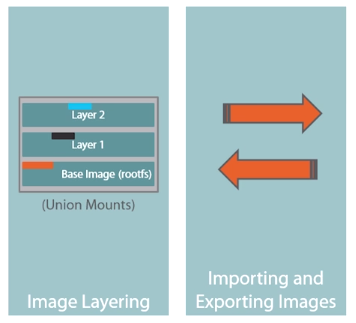 Layer 2
Layer 1
Base Image (rootfs)
(Union Mounts)
Image Layering
Importing and
Exporting Images